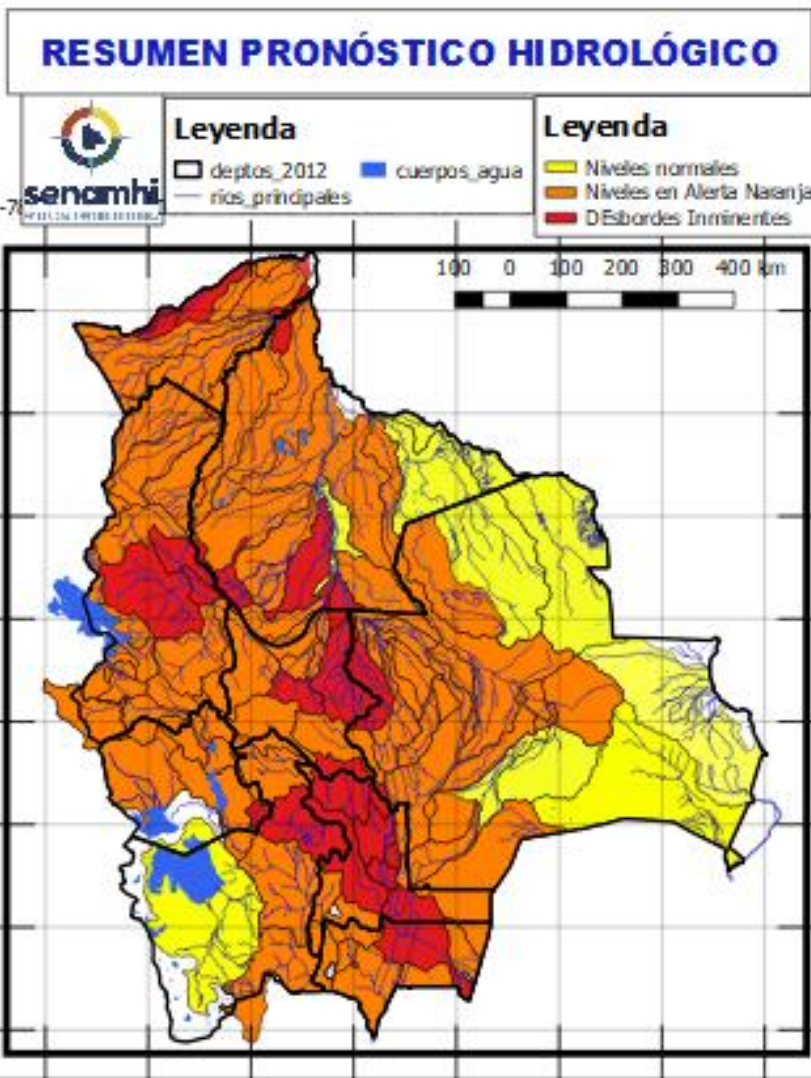 RESUMEN PRONÓSTICO HIDROLÓGICO
senamhi
Leyenda
deptos_2012
cuerpos_agua
rios_principales
Leyenda
Niveles normales
Niveles en Alerta Naranja
DEsbordes Inminentes
100 0 100 200 300 400 km